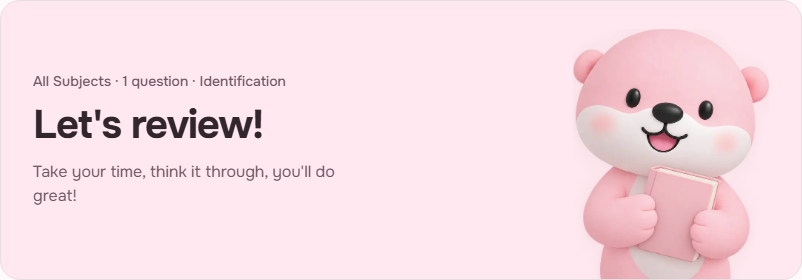 All Subjects · 1 question · Identification
Let's review!
Take your time, think it through, you'll do
great!